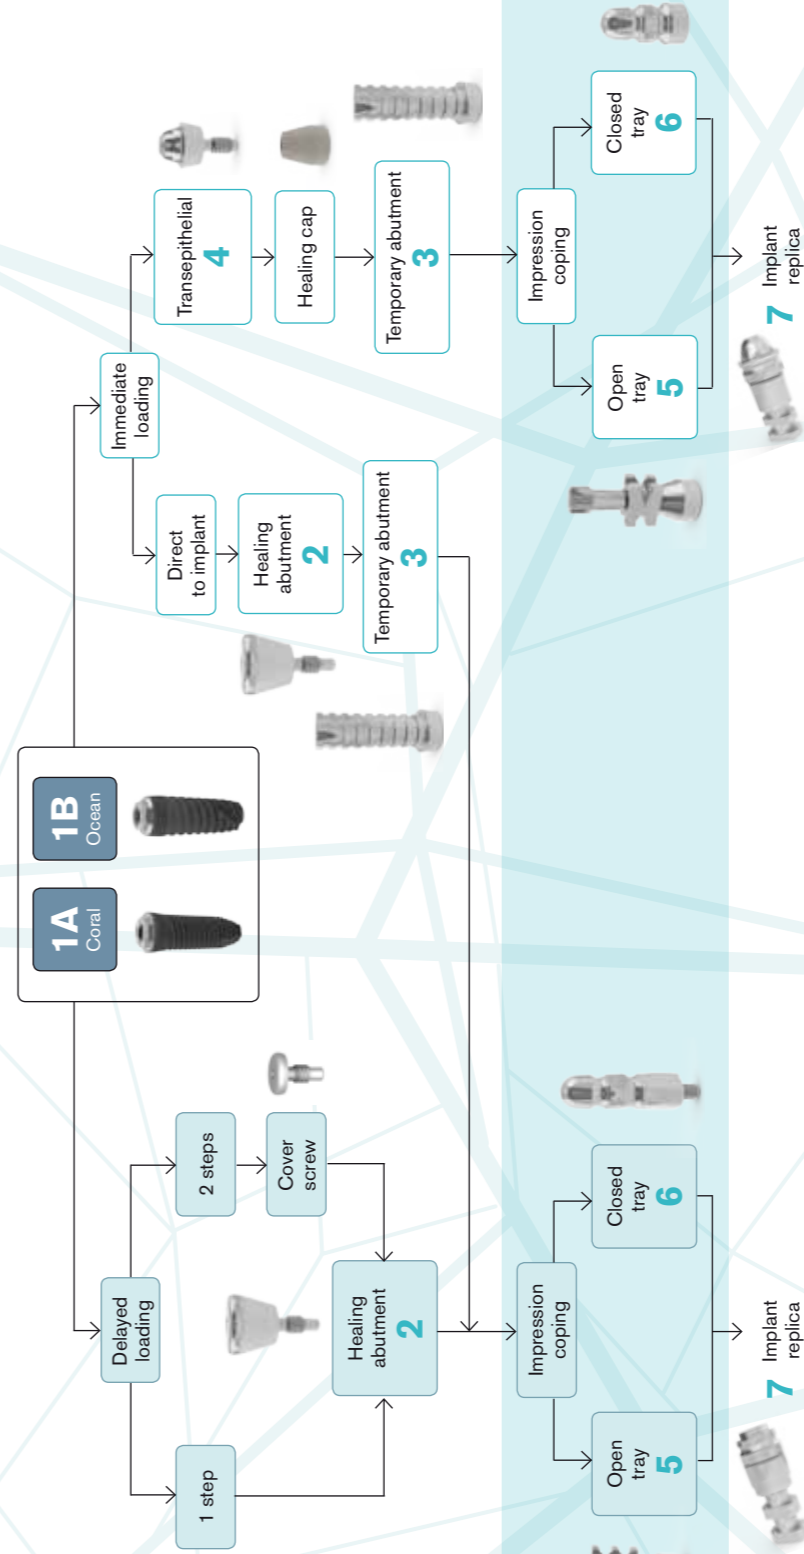 1A
Coral
1B
Ocean
Delayed
loading
Immediate
loading
1 step
2 steps
Direct
to implant
Transepithelial
4
Cover
screw
Healing
abutment
2
Healing cap
Healing
abutment
2
Temporary abutment
3
Temporary abutment
3
Impression
coping
Impression
coping
Open
tray
5
Closed
tray
6
Open
tray
5
Closed
tray
6
7 Implant
replica
7 Implant
replica